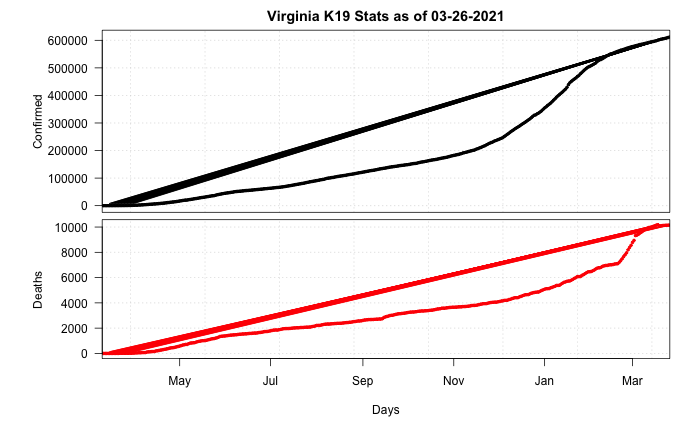 Virginia K19 Stats as of 03-26-2021
Confirmed
600000
500000
400000
300000
200000
100000
0
Deaths
10000
8000
6000
4000
2000
0
May Jul Sep Nov Jan Mar
Days